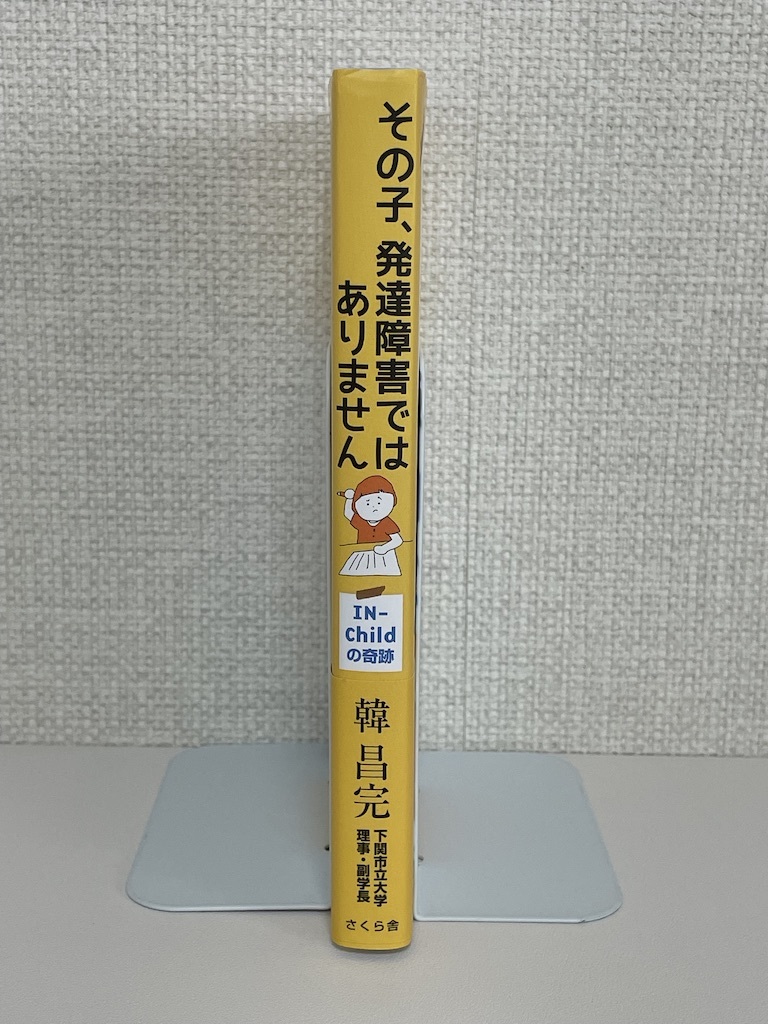 その子、発達障害では
ありません
IN-
Child
の奇跡
韓昌完
下関市立大学
理事・副学長
さくら舎